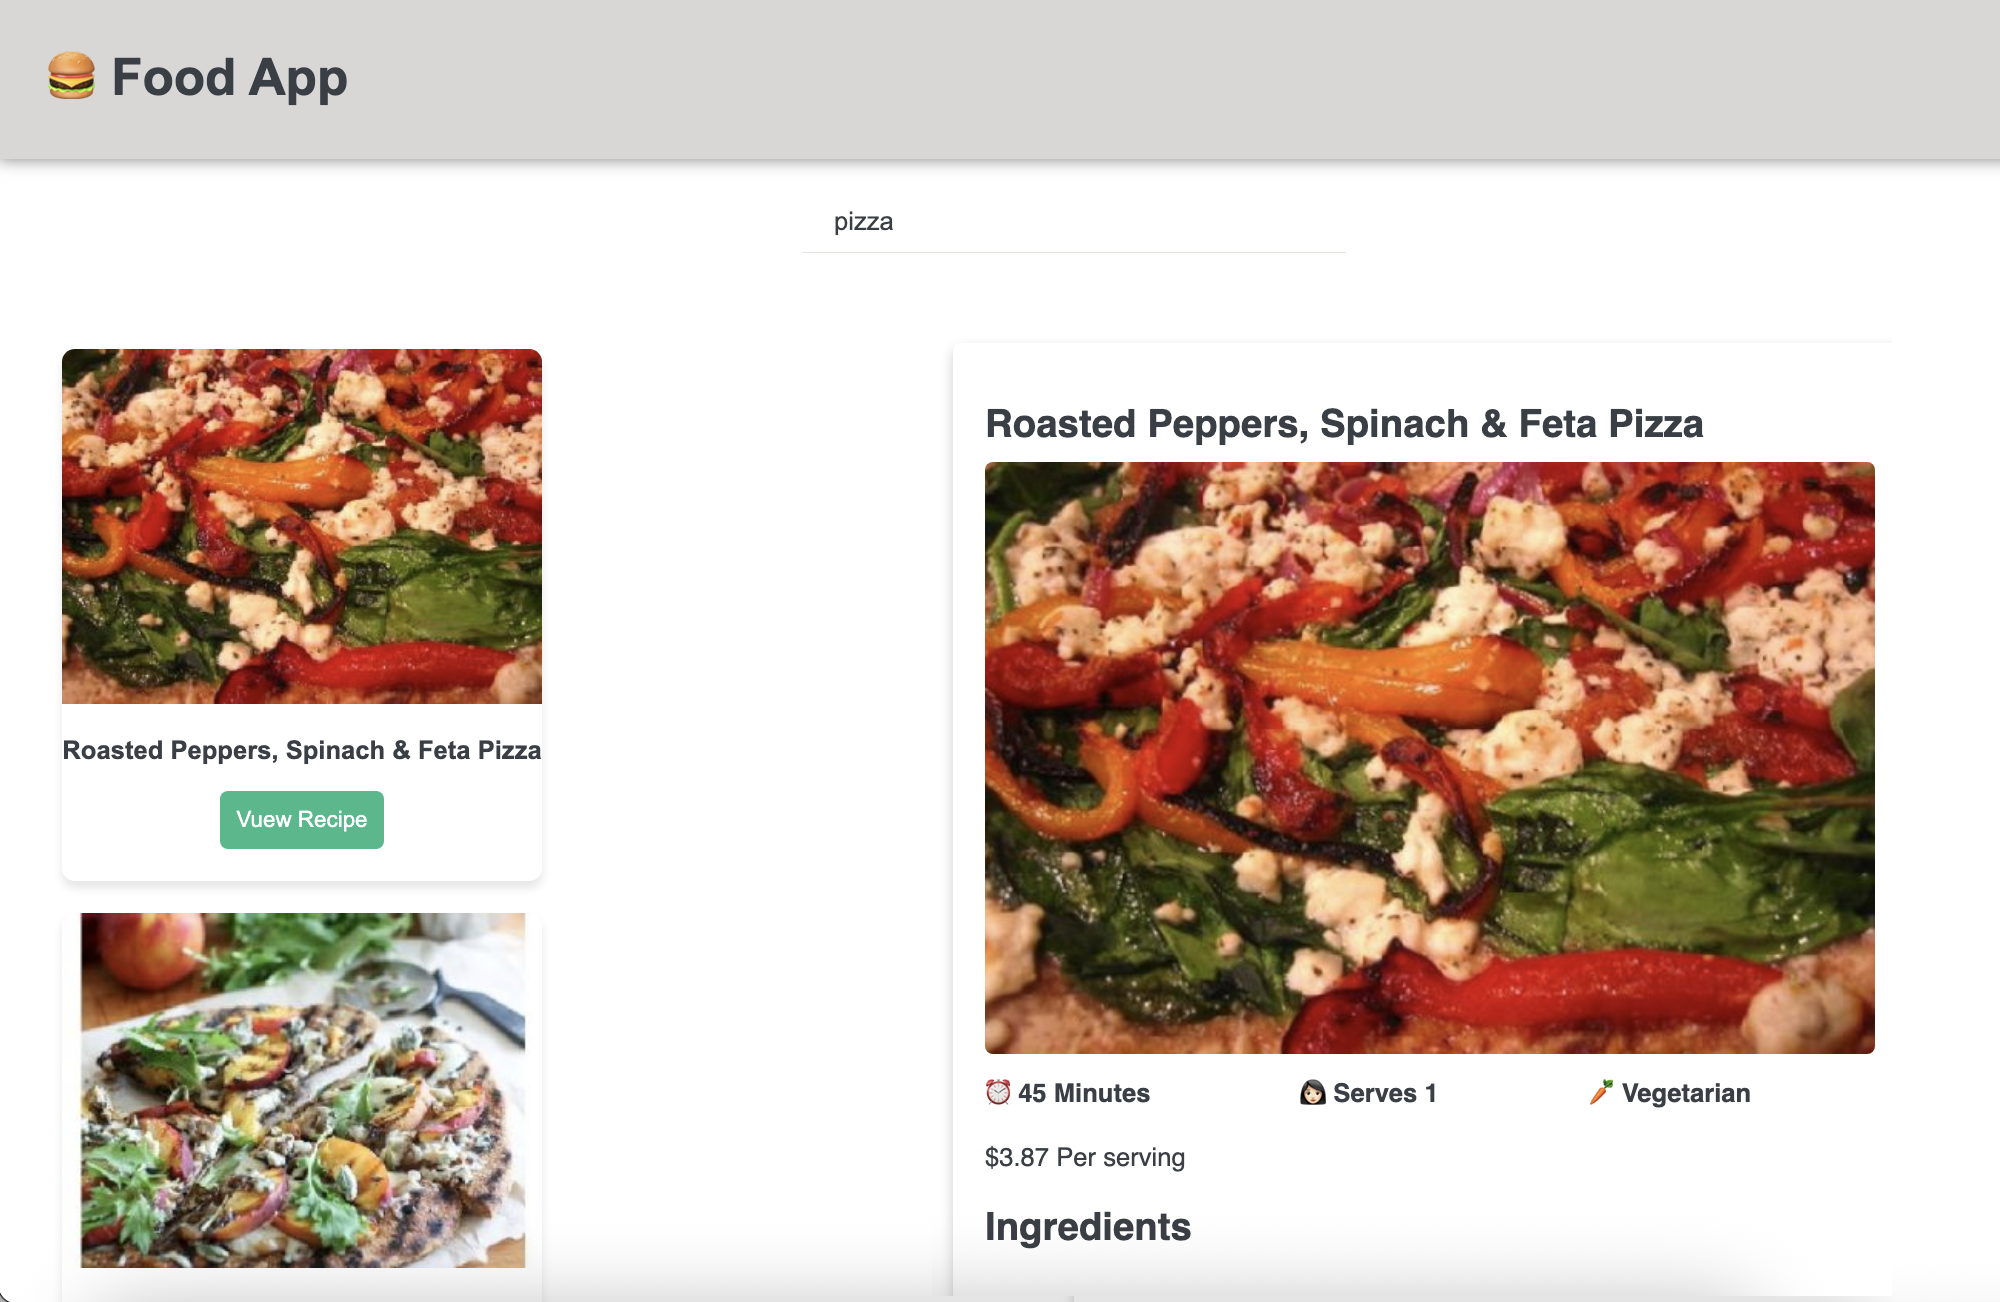 🍔 Food App
pizza
Roasted Peppers, Spinach & Feta Pizza
Vuew Recipe
Roasted Peppers, Spinach & Feta Pizza
⏰ 45 Minutes
👩🏻 Serves 1
🥕 Vegetarian
$3.87 Per serving
Ingredients